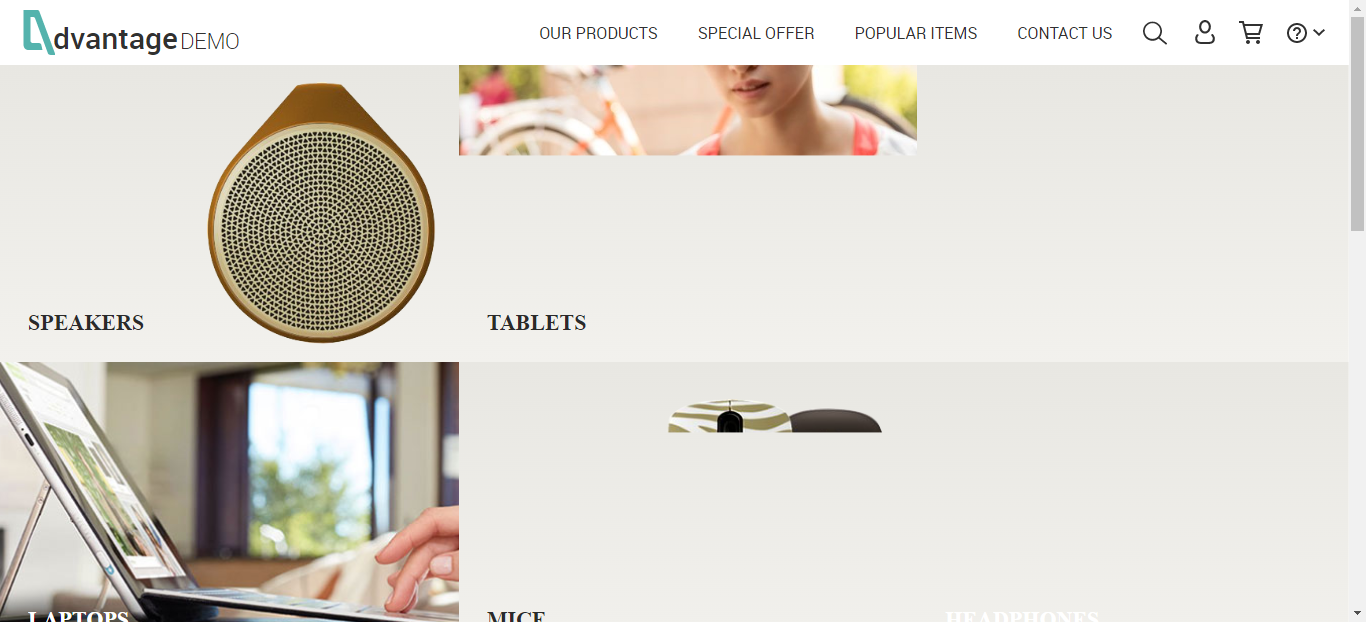 dvantage DEMO
OUR PRODUCTS
SPECIAL OFFER
POPULAR ITEMS
CONTACT US
?
SPEAKERS
TABLETS
LAPTOPS
MICE
HEADPHONES